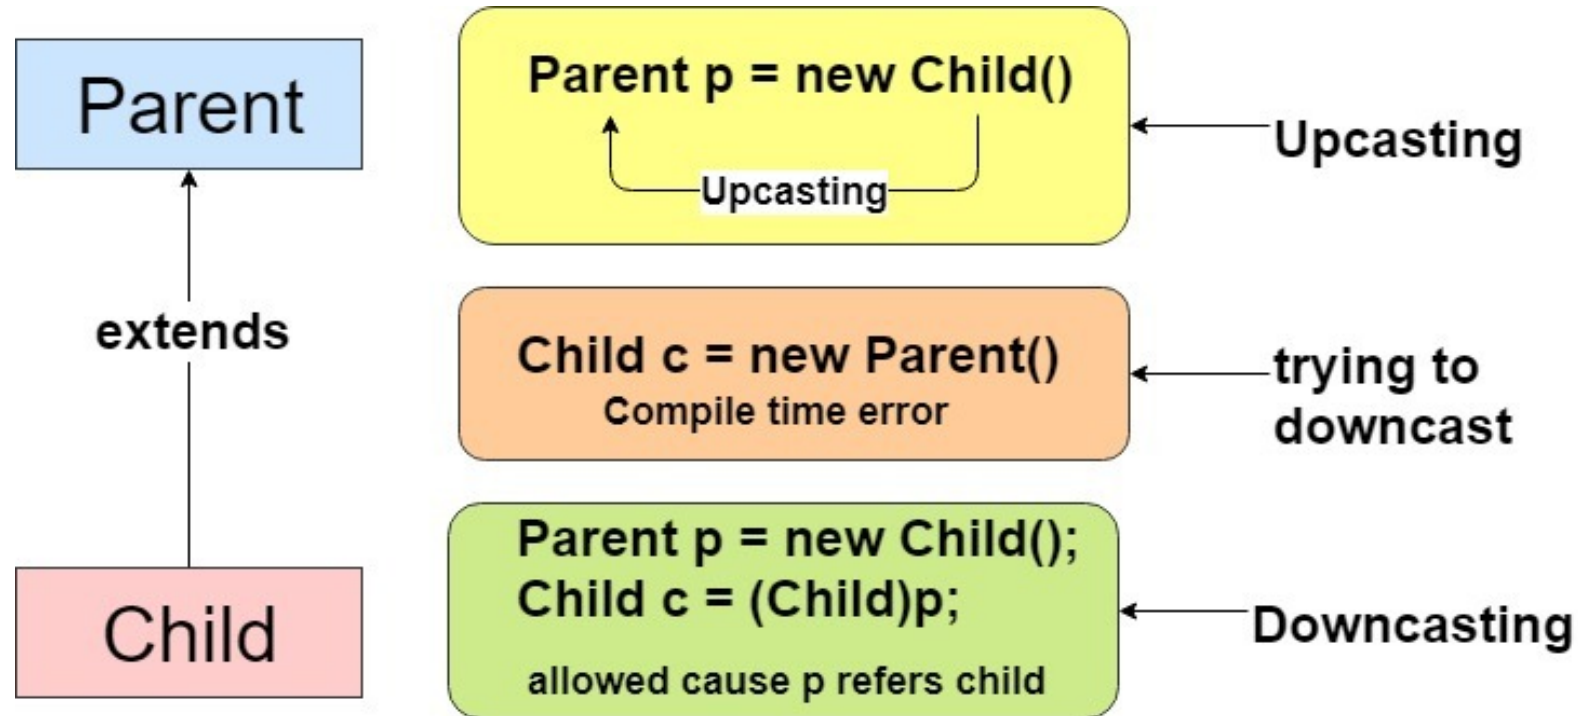 Parent
extends
Child
Parent p = new Child()
Upcasting
Upcasting
Child c = new Parent()
Compile time error
trying to
downcast
Parent p = new Child();
Child c = (Child)p;
allowed cause p refers child
Downcasting